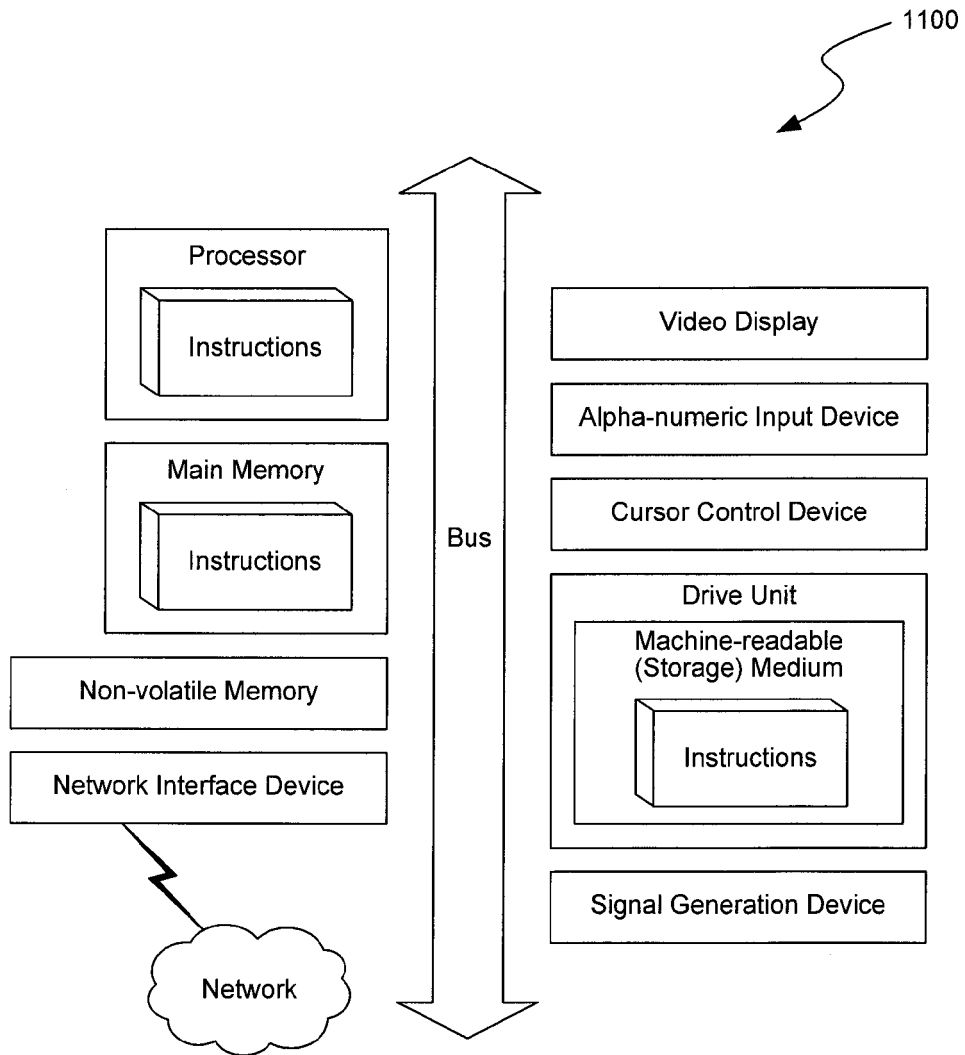 1100
Processor
Instructions
Main Memory
Instructions
Non-volatile Memory
Network Interface Device
Network
Bus
Video Display
Alpha-numeric Input Device
Cursor Control Device
Drive Unit
Machine-readable
(Storage) Medium
Instructions
Signal Generation Device